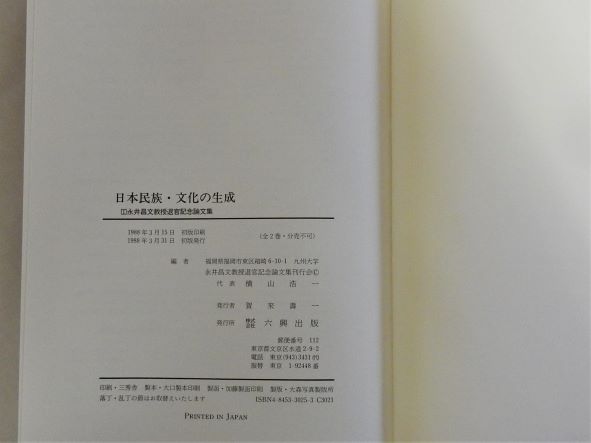 日本民族・文化の生成
①永井昌文教授退官記念論文集
1988年3月15日 初版印刷
1988年3月31日 初版発行
(全2巻・分売不可)
編者 福岡県福岡市東区箱崎6-10-1 九州大学
永井昌文教授退官記念論文集刊行会©
代表 横山浩一
発行者 賀来壽一
発行所 株式会社 六興出版
郵便番号 112
東京都文京区水道2-9-2
電話 東京(943)3431㈹
振替 東京1-92448番
印刷・三秀舎 製本・大口製本印刷 製函・加藤製函印刷 製版・大森写真製版所
落丁・乱丁の節はお取替えいたします
ISBN4-8453-3025-3 C3021
PRINTED IN JAPAN